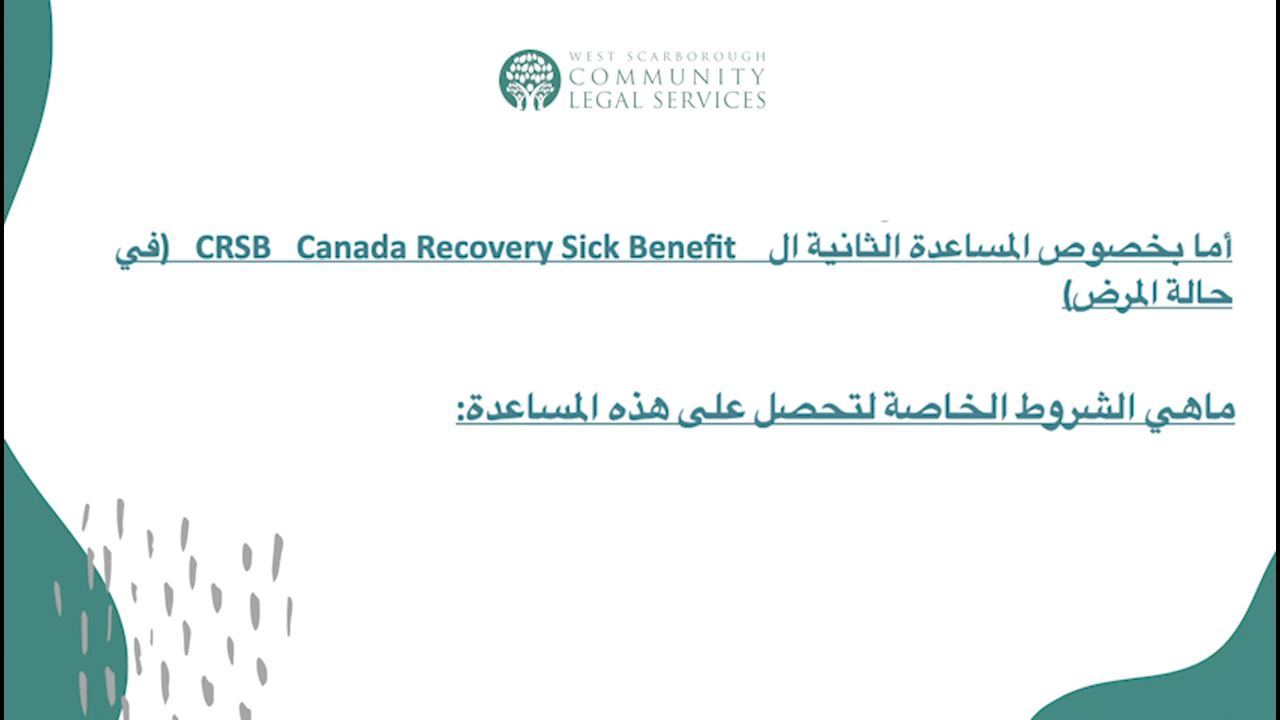 WEST SCARBOROUGH
COMMUNITY
LEGAL SERVICES
أما بخصوص المساعدة الثانية ال CRSB Canada Recovery Sick Benefit (في
حالة المرض)
ماهي الشروط الخاصة لتحصل على هذه المساعدة: